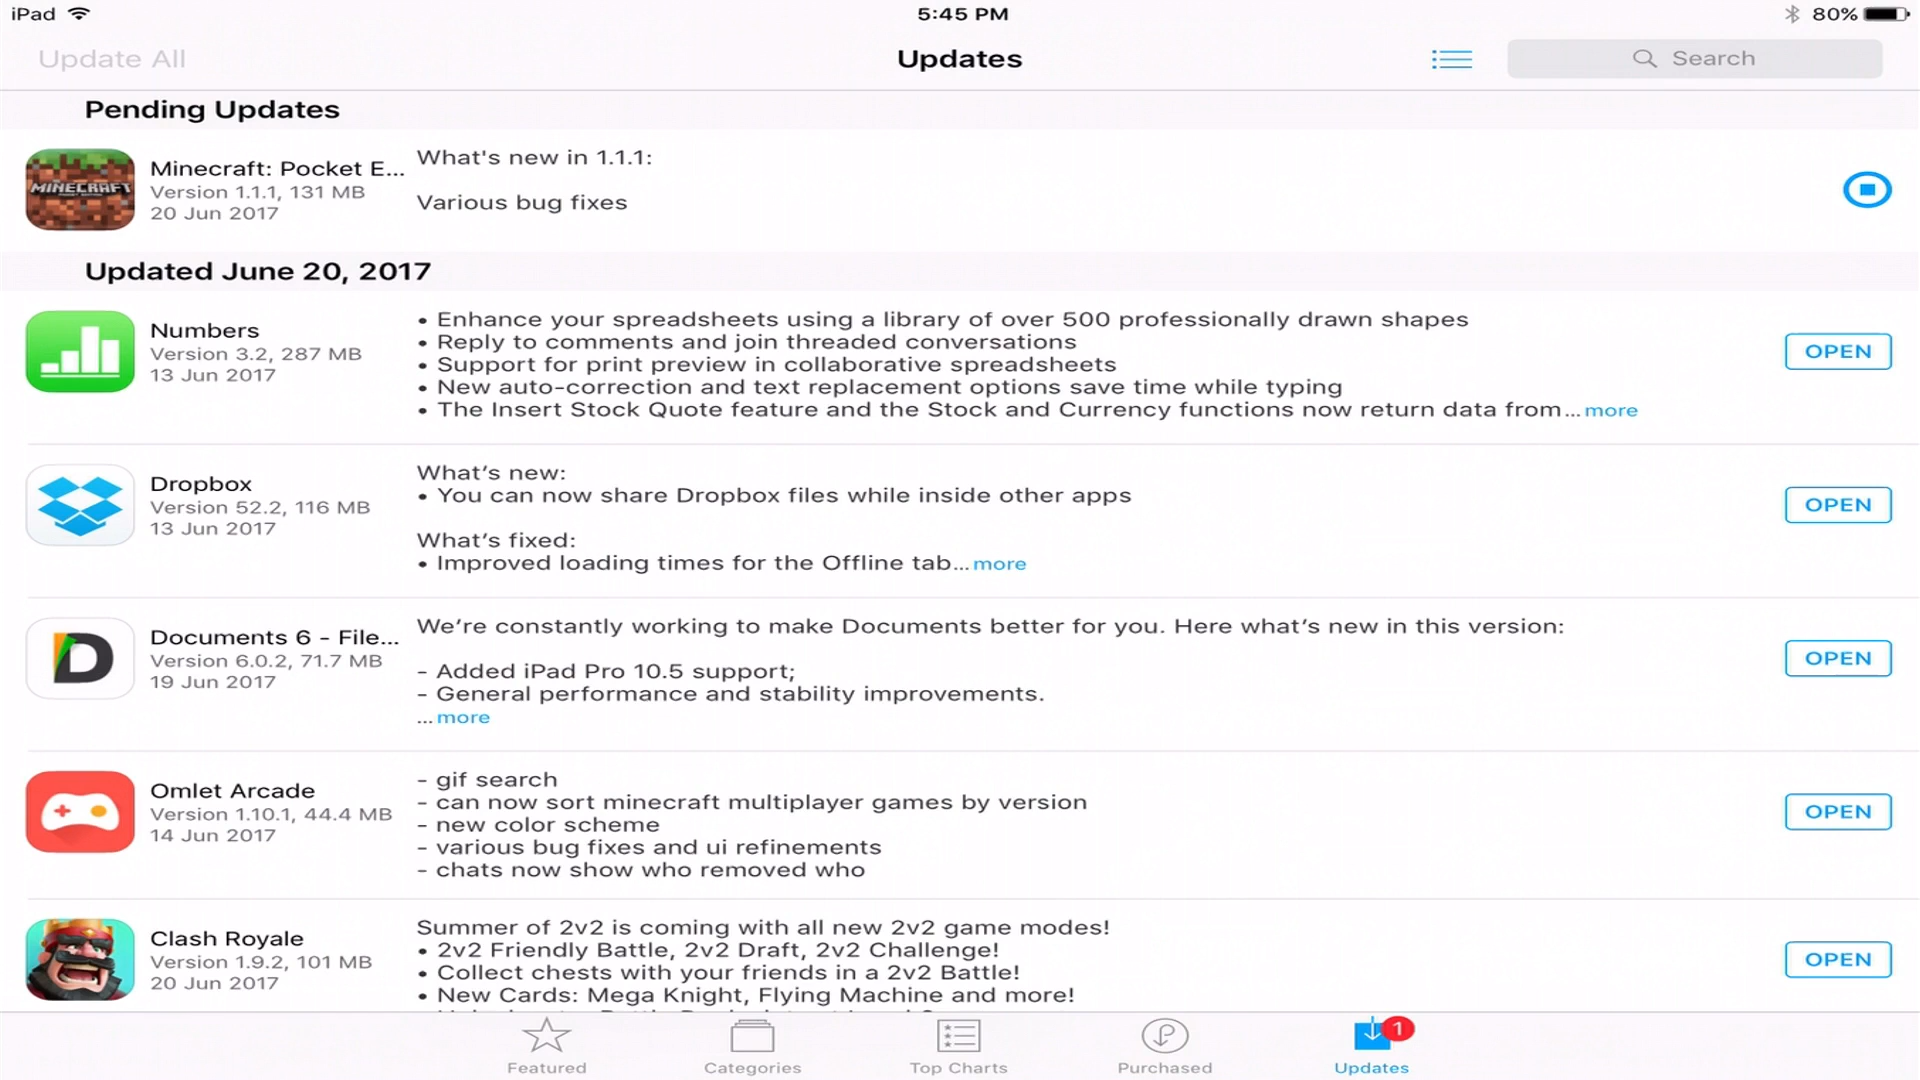 iPad 5:45 PM 80%
Update All Updates Search
Pending Updates
MINECRAFT
Minecraft: Pocket E...
Version 1.1.1, 131 MB
20 Jun 2017
What's new in 1.1.1:
Various bug fixes
Updated June 20, 2017
Numbers
Version 3.2, 287 MB
13 Jun 2017
• Enhance your spreadsheets using a library of over 500 professionally drawn shapes
• Reply to comments and join threaded conversations
• Support for print preview in collaborative spreadsheets
• New auto-correction and text replacement options save time while typing
• The Insert Stock Quote feature and the Stock and Currency functions now return data from... more
OPEN
Dropbox
Version 52.2, 116 MB
13 Jun 2017
What's new:
• You can now share Dropbox files while inside other apps
What's fixed:
• Improved loading times for the Offline tab... more
OPEN
Documents 6 - File...
Version 6.0.2, 71.7 MB
19 Jun 2017
We're constantly working to make Documents better for you. Here what's new in this version:
- Added iPad Pro 10.5 support;
- General performance and stability improvements.
... more
OPEN
Omlet Arcade
Version 1.10.1, 44.4 MB
14 Jun 2017
- gif search
- can now sort minecraft multiplayer games by version
- new color scheme
- various bug fixes and ui refinements
- chats now show who removed who
OPEN
Clash Royale
Version 1.9.2, 101 MB
20 Jun 2017
Summer of 2v2 is coming with all new 2v2 game modes!
• 2v2 Friendly Battle, 2v2 Draft, 2v2 Challenge!
• Collect chests with your friends in a 2v2 Battle!
• New Cards: Mega Knight, Flying Machine and more!
OPEN
1
Featured Categories Top Charts Purchased Updates